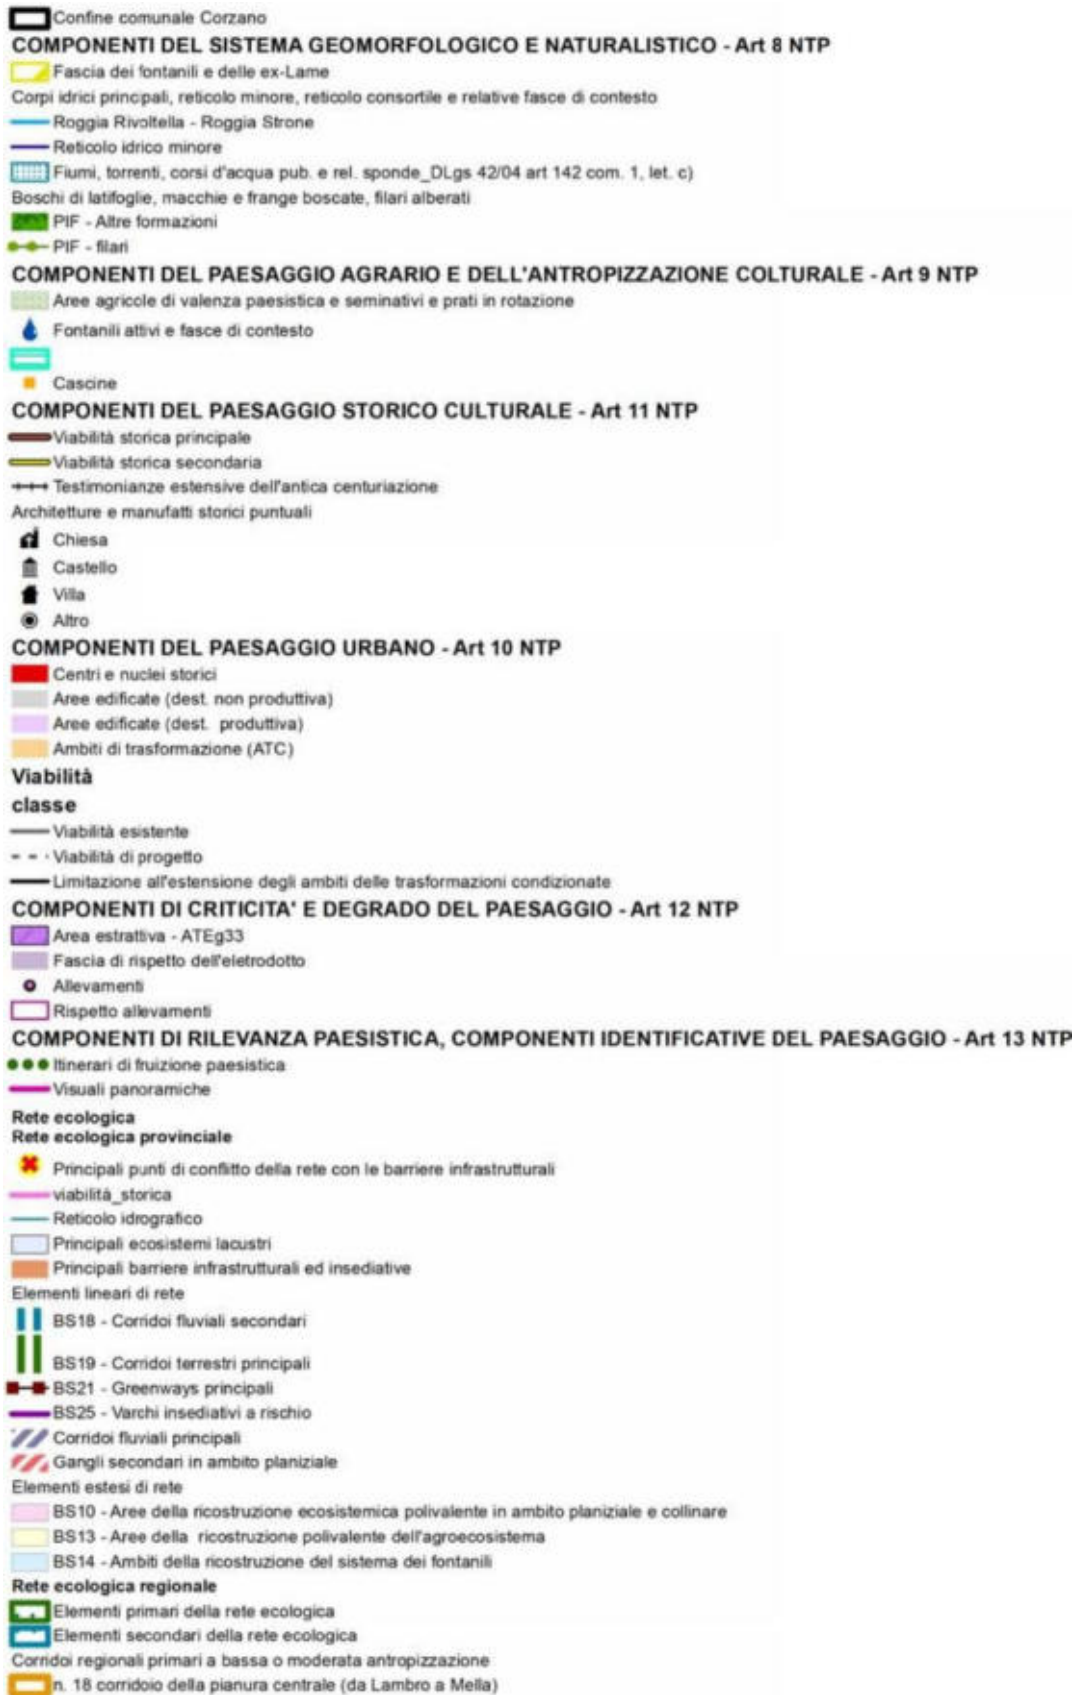 Confine comunale Corzano
COMPONENTI DEL SISTEMA GEOMORFOLOGICO E NATURALISTICO - Art 8 NTP
Fascia dei fontanili e delle ex-Lame
Corpi idrici principali, reticolo minore, reticolo consortile e relative fasce di contesto
Roggia Rivoltella - Roggia Strone
Reticolo idrico minore
Fiumi, torrenti, corsi d'acqua pub. e rel. sponde_DLgs 42/04 art 142 com. 1, let. c)
Boschi di latifoglie, macchie e frange boscate, filari alberati
PIF - Altre formazioni
PIF - filari
COMPONENTI DEL PAESAGGIO AGRARIO E DELL'ANTROPIZZAZIONE COLTURALE - Art 9 NTP
Aree agricole di valenza paesistica e seminativi e prati in rotazione
Fontanili attivi e fasce di contesto
Cascine
COMPONENTI DEL PAESAGGIO STORICO CULTURALE - Art 11 NTP
Viabilità storica principale
Viabilità storica secondaria
Testimonianze estensive dell'antica centuriazione
Architetture e manufatti storici puntuali
Chiesa
Castello
Villa
Altro
COMPONENTI DEL PAESAGGIO URBANO - Art 10 NTP
Centri e nuclei storici
Aree edificate (dest. non produttiva)
Aree edificate (dest. produttiva)
Ambiti di trasformazione (ATC)
Viabilità
classe
Viabilità esistente
Viabilità di progetto
Limitazione all'estensione degli ambiti delle trasformazioni condizionate
COMPONENTI DI CRITICITA' E DEGRADO DEL PAESAGGIO - Art 12 NTP
Area estrattiva - ATEg33
Fascia di rispetto dell'eletrodotto
Allevamenti
Rispetto allevamenti
COMPONENTI DI RILEVANZA PAESISTICA, COMPONENTI IDENTIFICATIVE DEL PAESAGGIO - Art 13 NTP
Itinerari di fruizione paesistica
Visuali panoramiche
Rete ecologica
Rete ecologica provinciale
Principali punti di conflitto della rete con le barriere infrastrutturali
viabilità_storica
Reticolo idrografico
Principali ecosistemi lacustri
Principali barriere infrastrutturali ed insediative
Elementi lineari di rete
BS18 - Corridoi fluviali secondari
BS19 - Corridoi terrestri principali
BS21 - Greenways principali
BS25 - Varchi insediativi a rischio
Corridoi fluviali principali
Gangli secondari in ambito planiziale
Elementi estesi di rete
BS10 - Aree della ricostruzione ecosistemica polivalente in ambito planiziale e collinare
BS13 - Aree della ricostruzione polivalente dell'agroecosistema
BS14 - Ambiti della ricostruzione del sistema dei fontanili
Rete ecologica regionale
Elementi primari della rete ecologica
Elementi secondari della rete ecologica
Corridoi regionali primari a bassa o moderata antropizzazione
n. 18 corridoio della pianura centrale (da Lambro a Mella)